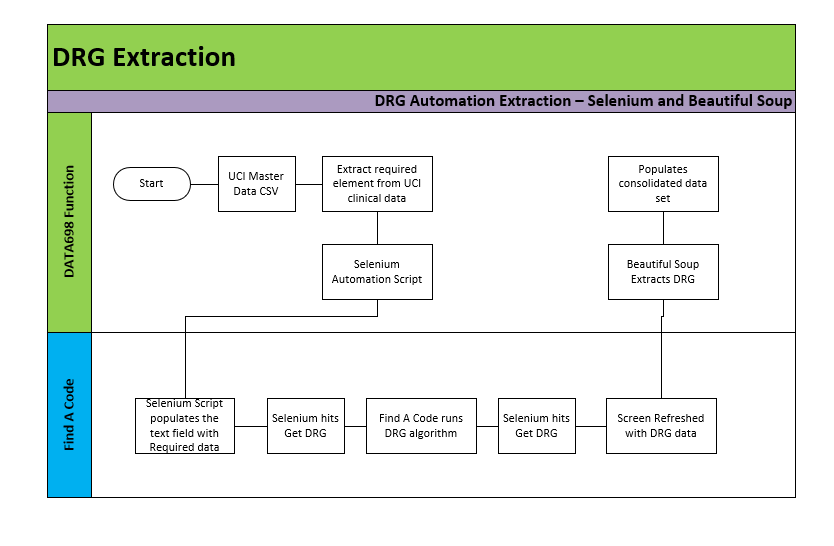 DRG Extraction
DRG Automation Extraction – Selenium and Beautiful Soup
DATA698 Function
Start
UCI Master
Data CSV
Extract required
element from UCI
clinical data
Populates
consolidated data
set
Selenium
Automation Script
Beautiful Soup
Extracts DRG
Find A Code
Selenium Script
populates the
text field with
Required data
Selenium hits
Get DRG
Find A Code runs
DRG algorithm
Selenium hits
Get DRG
Screen Refreshed
with DRG data